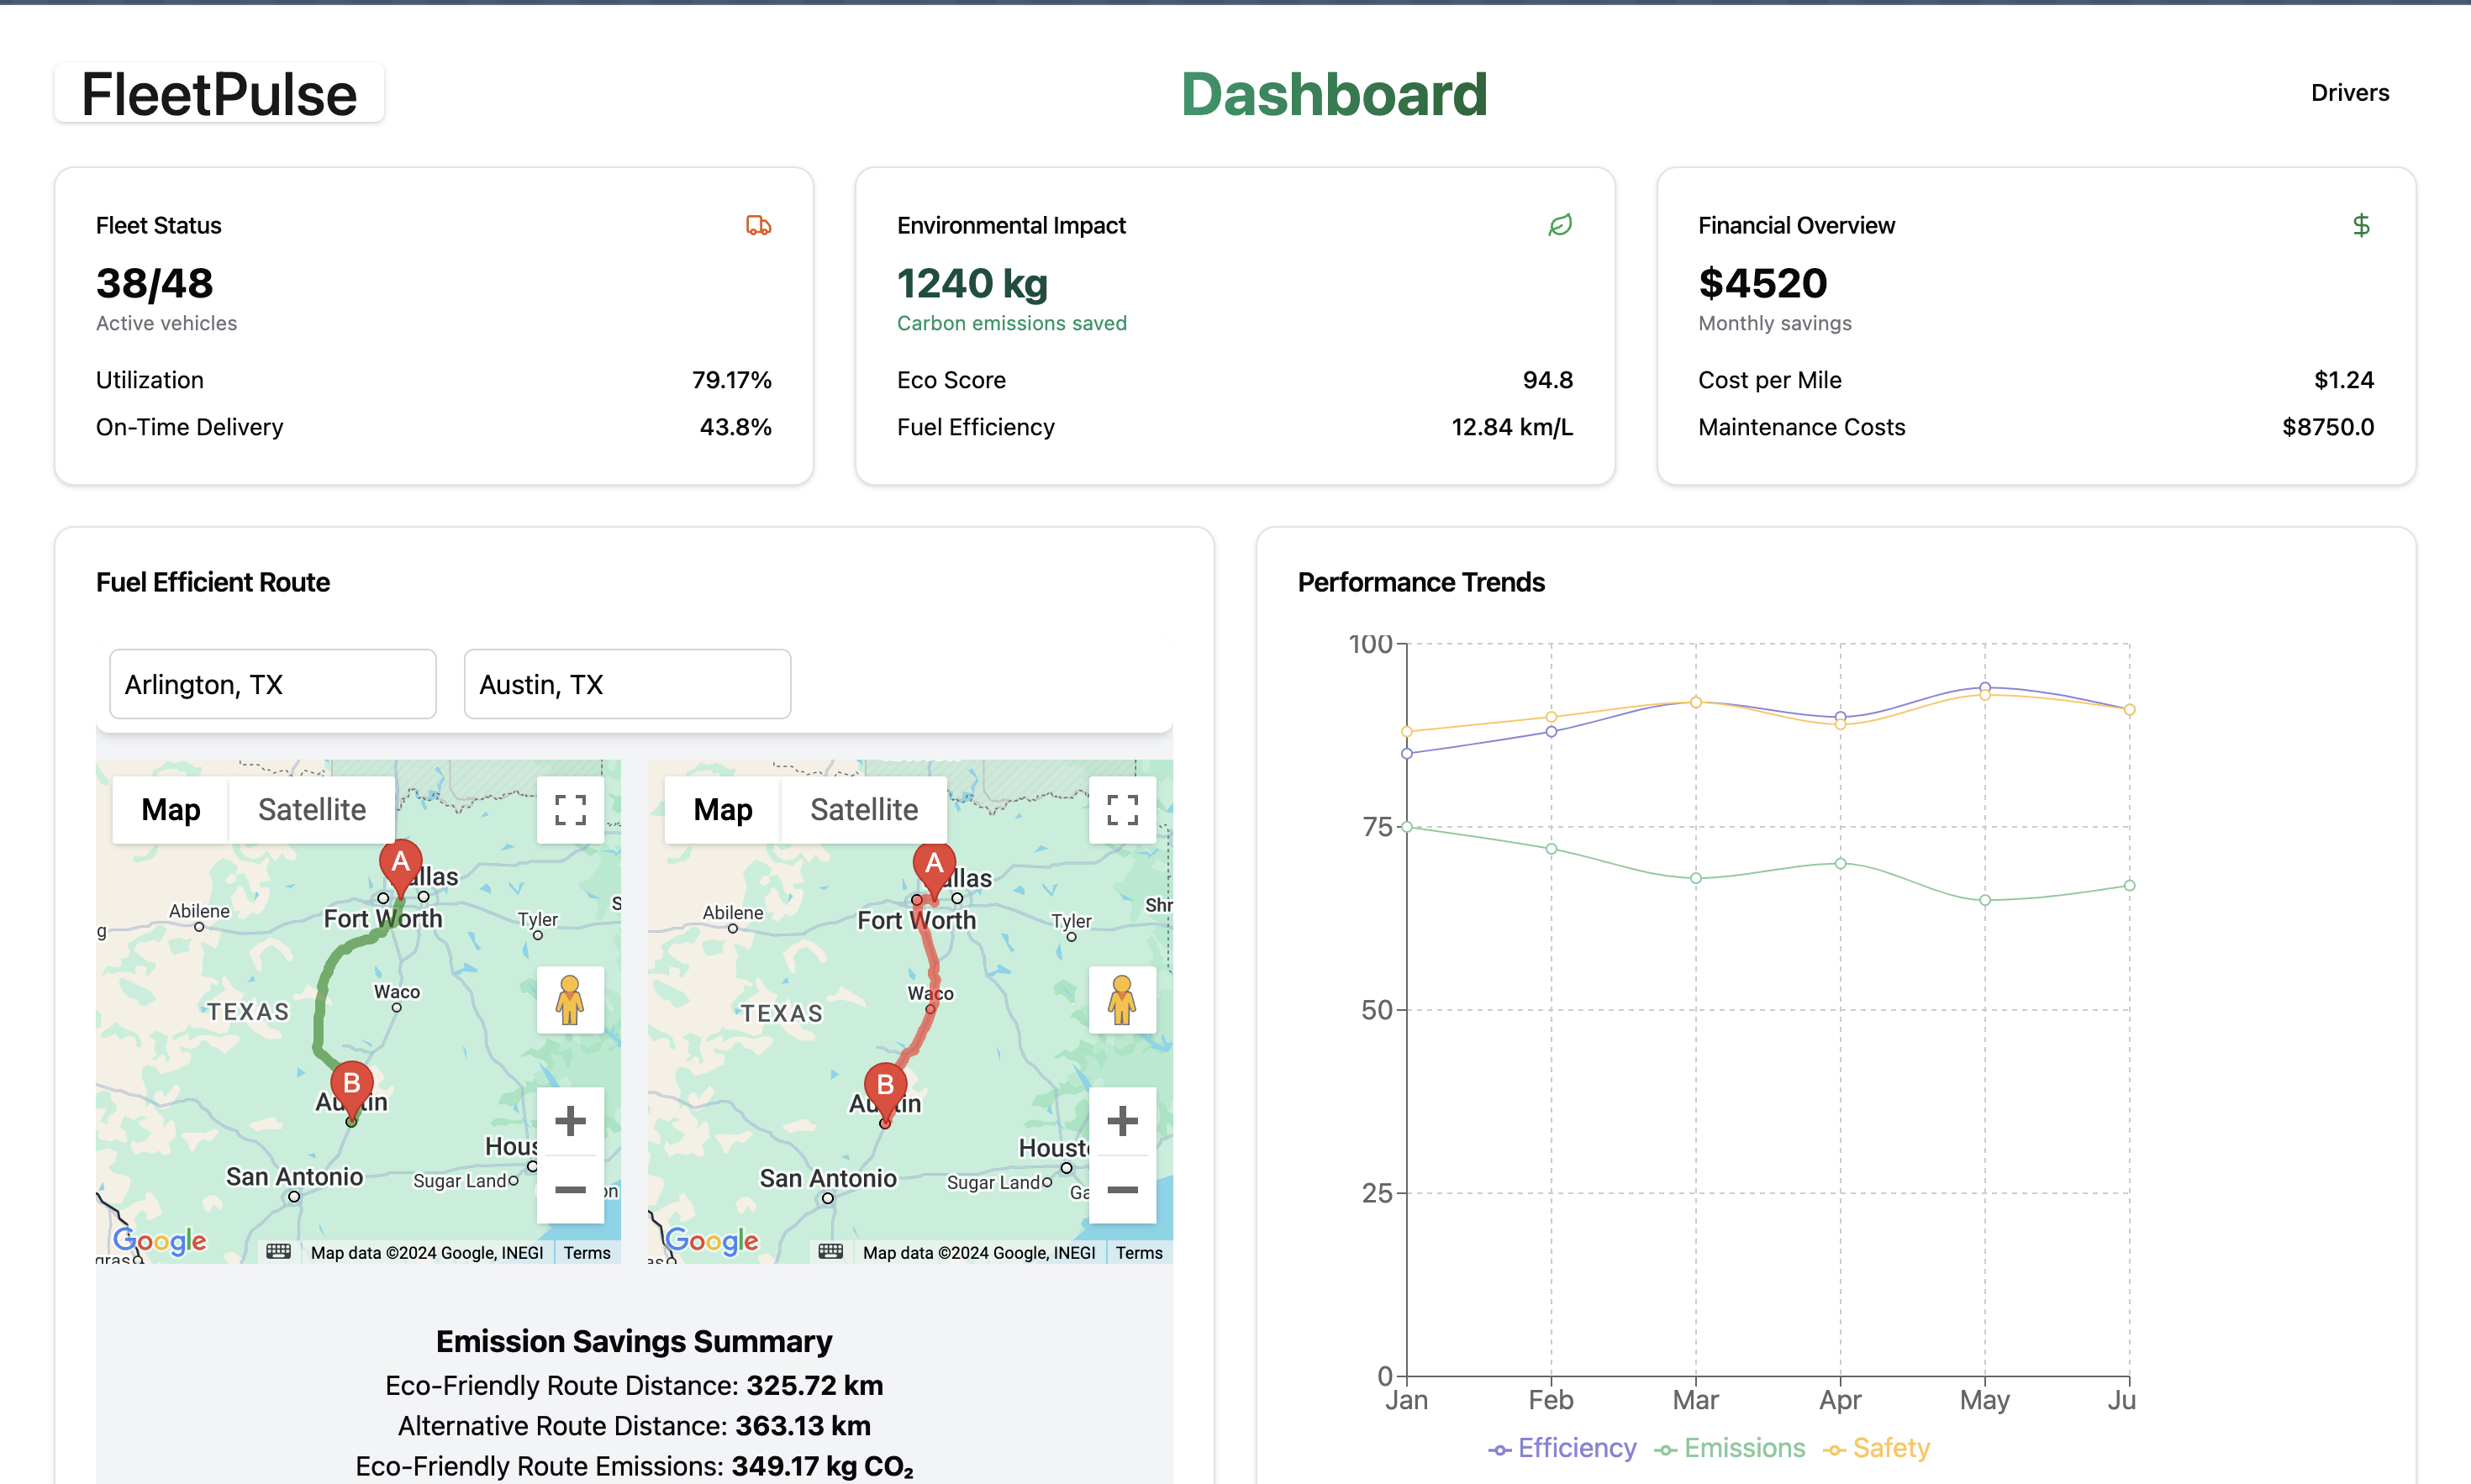 FleetPulse
Dashboard
Drivers
Fleet Status
38/48
Active vehicles
Utilization 79.17%
On-Time Delivery 43.8%
Environmental Impact
1240 kg
Carbon emissions saved
Eco Score 94.8
Fuel Efficiency 12.84 km/L
Financial Overview
$
$4520
Monthly savings
Cost per Mile $1.24
Maintenance Costs $8750.0
Fuel Efficient Route
Arlington, TX
Austin, TX
Map
Satellite
A
Fort Worth
Abilene
Tyler
Waco
TEXAS
B
Austin
San Antonio
Sugar Land
Google
Map data ©2024 Google, INEGI
Terms
Map
Satellite
A
Fort Worth
Abilene
Tyler
Waco
TEXAS
B
Austin
San Antonio
Sugar Land
Google
Map data ©2024 Google, INEGI
Terms
Emission Savings Summary
Eco-Friendly Route Distance: 325.72 km
Alternative Route Distance: 363.13 km
Eco-Friendly Route Emissions: 349.17 kg CO₂
Performance Trends
100
75
50
25
0
Jan Feb Mar Apr May Ju
Efficiency Emissions Safety